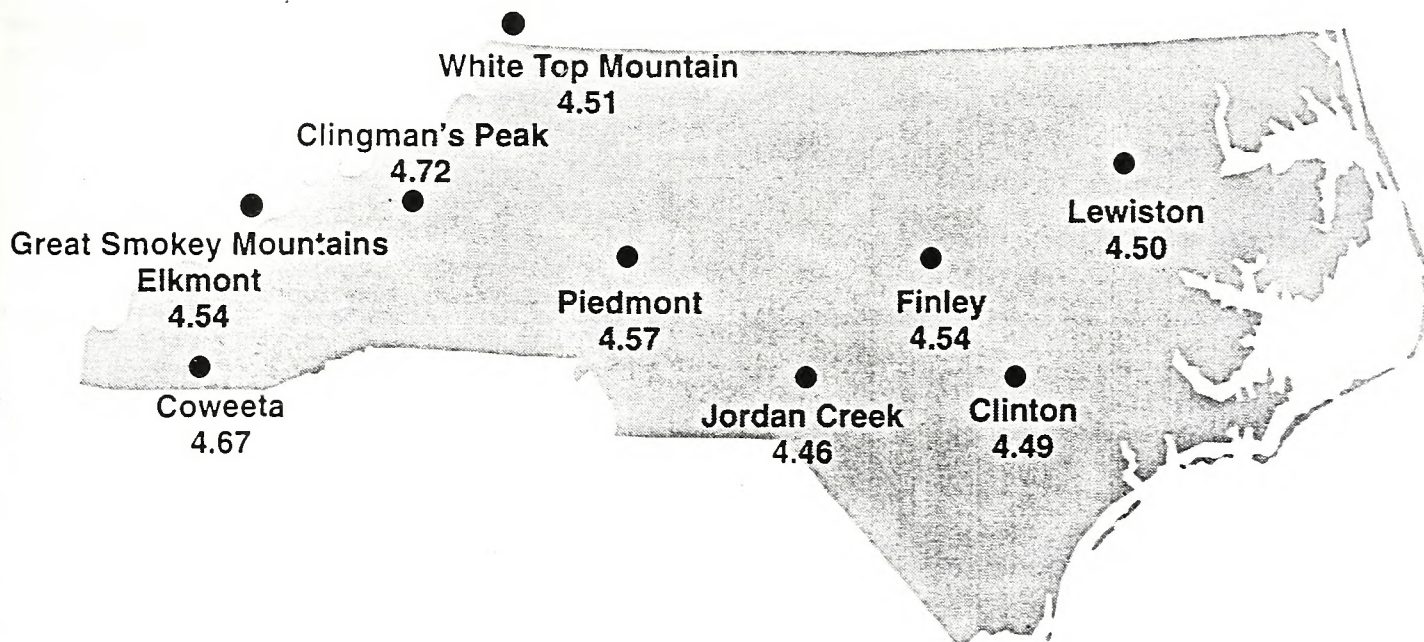 White Top Mountain
4.51
Clingman's Peak
4.72
Great Smokey Mountains
Elkmont
4.54
Coweeta
4.67
Piedmont
4.57
Jordan Creek
4.46
Finley
4.54
Clinton
4.49
Lewiston
4.50